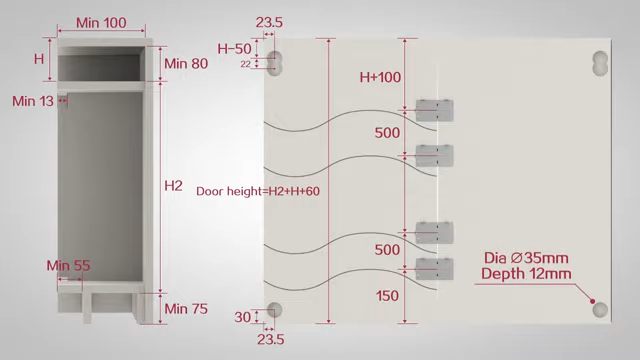 Min 100
H
Min 80
Min 13
H2
Min 55
Min 75
23.5
H-50
22
H+100
500
Door height=H2+H+60
500
150
30
23.5
Dia Ø35mm
Depth 12mm